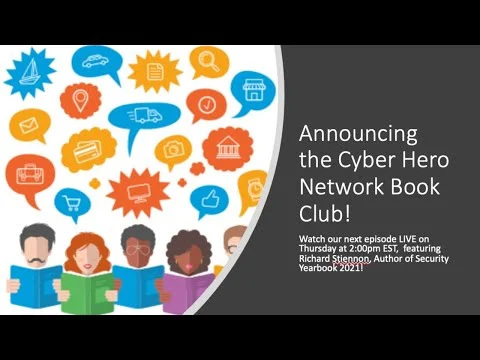 Announcing
the Cyber Hero
Network Book
Club!
Watch our next episode LIVE on
Thursday at 2:00pm EST, featuring
Richard Stiennon, Author of Security
Yearbook 2021!